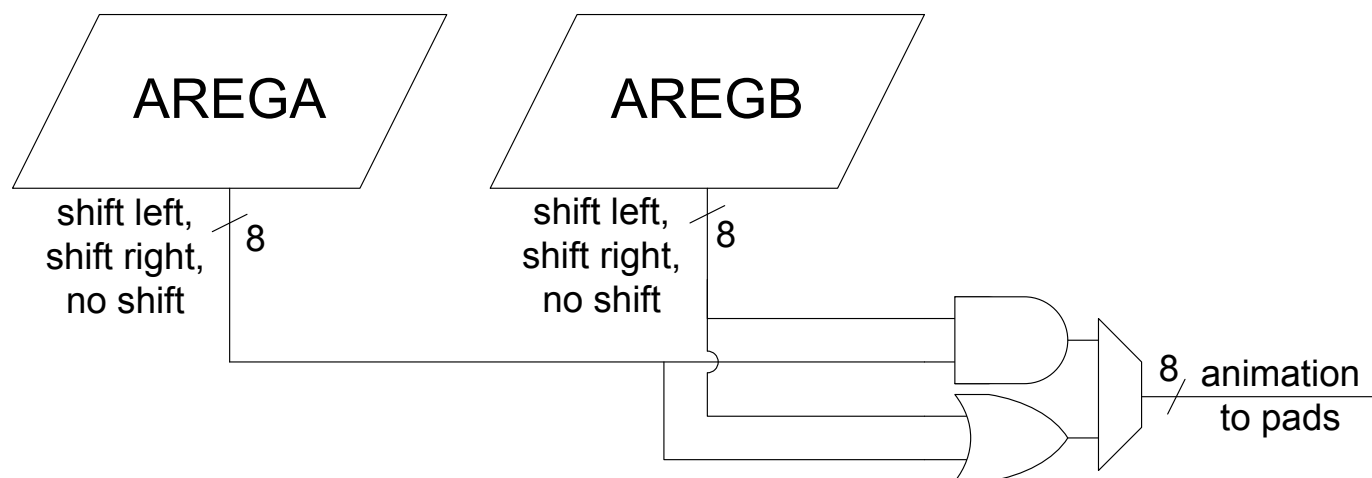 AREGA
AREGB
shift left,
shift right,
no shift
8
shift left,
shift right,
no shift
8
8
animation
to pads